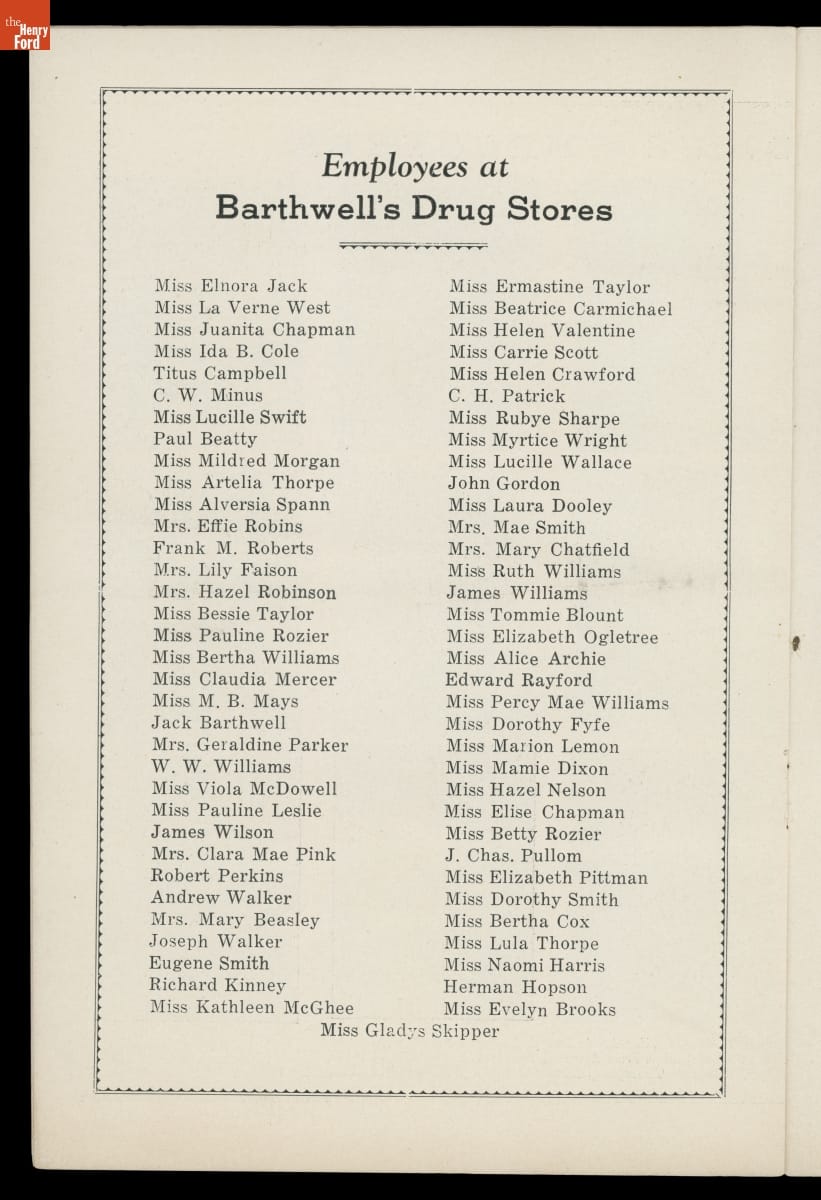 the
Henry
Ford
Employees at
Barthwell's Drug Stores
Miss Elnora Jack
Miss La Verne West
Miss Juanita Chapman
Miss Ida B. Cole
Titus Campbell
C. W. Minus
Miss Lucille Swift
Paul Beatty
Miss Mildred Morgan
Miss Artelia Thorpe
Miss Alversia Spann
Mrs. Effie Robins
Frank M. Roberts
Mrs. Lily Faison
Mrs. Hazel Robinson
Miss Bessie Taylor
Miss Pauline Rozier
Miss Bertha Williams
Miss Claudia Mercer
Miss M. B. Mays
Jack Barthwell
Mrs. Geraldine Parker
W. W. Williams
Miss Viola McDowell
Miss Pauline Leslie
James Wilson
Mrs. Clara Mae Pink
Robert Perkins
Andrew Walker
Mrs. Mary Beasley
Joseph Walker
Eugene Smith
Richard Kinney
Miss Kathleen McGhee
Miss Ermastine Taylor
Miss Beatrice Carmichael
Miss Helen Valentine
Miss Carrie Scott
Miss Helen Crawford
C. H. Patrick
Miss Rubye Sharpe
Miss Myrtice Wright
Miss Lucille Wallace
John Gordon
Miss Laura Dooley
Mrs. Mae Smith
Mrs. Mary Chatfield
Miss Ruth Williams
James Williams
Miss Tommie Blount
Miss Elizabeth Ogletree
Miss Alice Archie
Edward Rayford
Miss Percy Mae Williams
Miss Dorothy Fyfe
Miss Marion Lemon
Miss Mamie Dixon
Miss Hazel Nelson
Miss Elise Chapman
Miss Betty Rozier
J. Chas. Pullom
Miss Elizabeth Pittman
Miss Dorothy Smith
Miss Bertha Cox
Miss Lula Thorpe
Miss Naomi Harris
Herman Hopson
Miss Evelyn Brooks
Miss Gladys Skipper